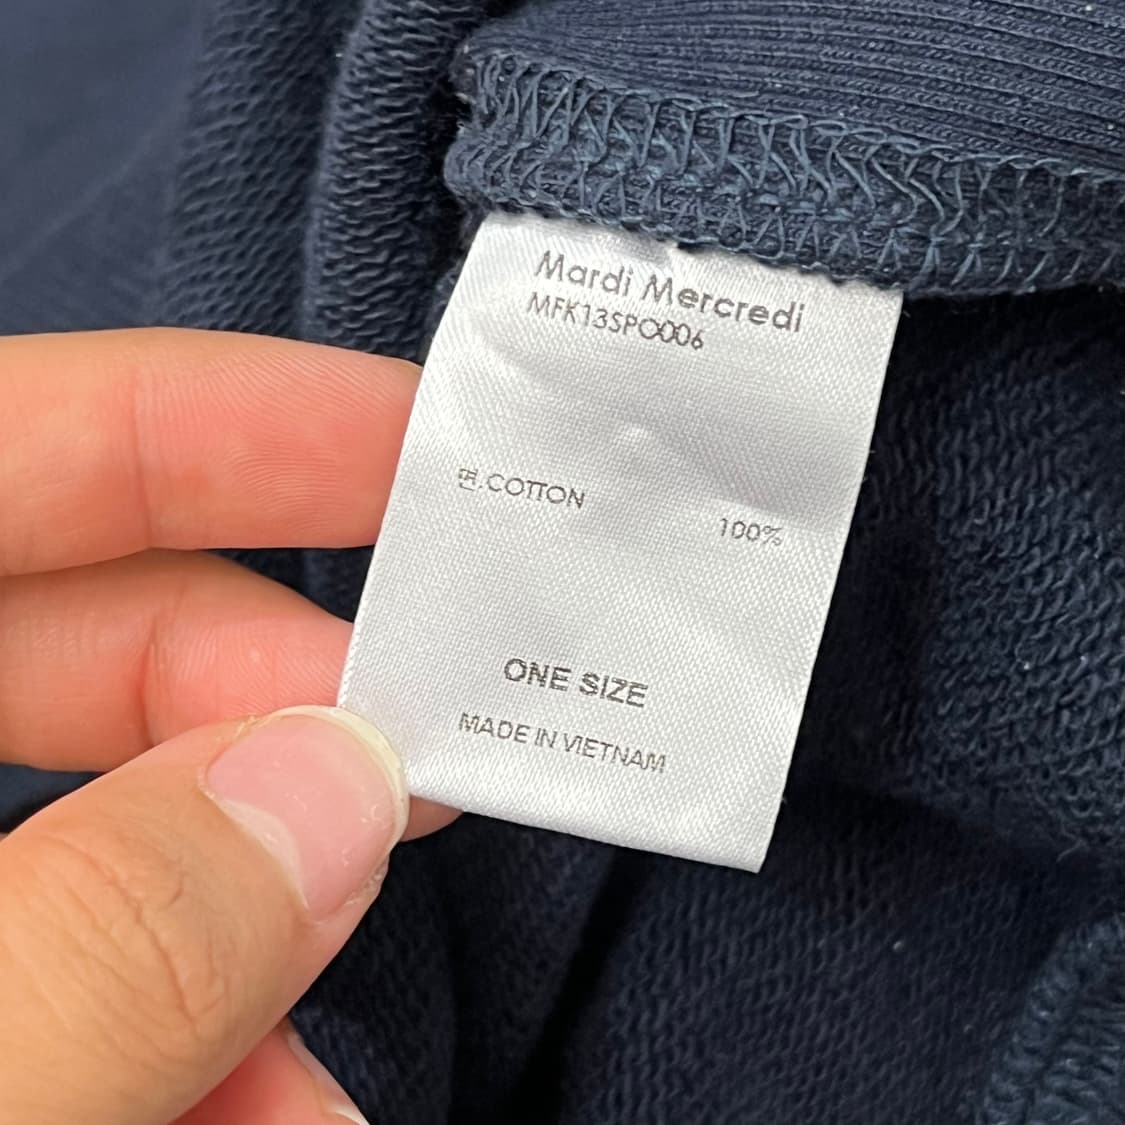 Mardi Mercredi
MFK13SPO006
면.COTTON 100%
ONE SIZE
MADE IN VIETNAM